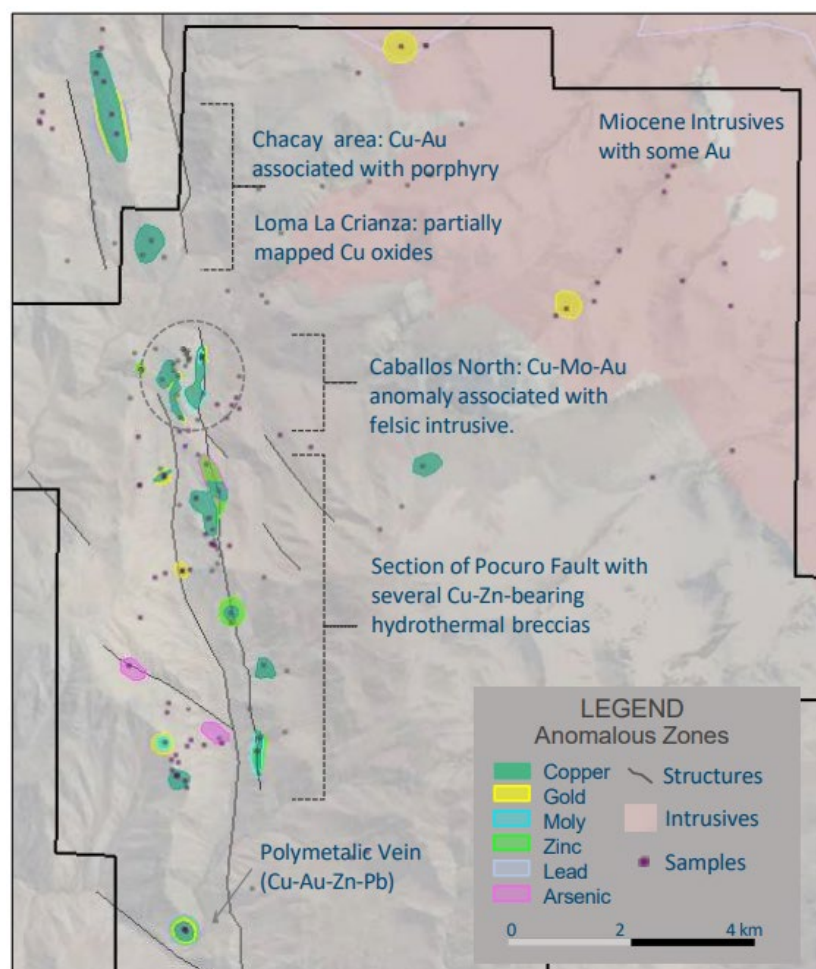 Chacay area: Cu-Au
associated with porphyry
Loma La Crianza: partially
mapped Cu oxides
Miocene Intrusives
with some Au
Caballos North: Cu-Mo-Au
anomaly associated with
felsic intrusive.
Section of Pocuro Fault with
several Cu-Zn-bearing
hydrothermal breccias
Polymetalic Vein
(Cu-Au-Zn-Pb)
LEGEND
Anomalous Zones
Copper
Gold
Moly
Zinc
Lead
Arsenic
Structures
Intrusives
Samples
0 2 4 km